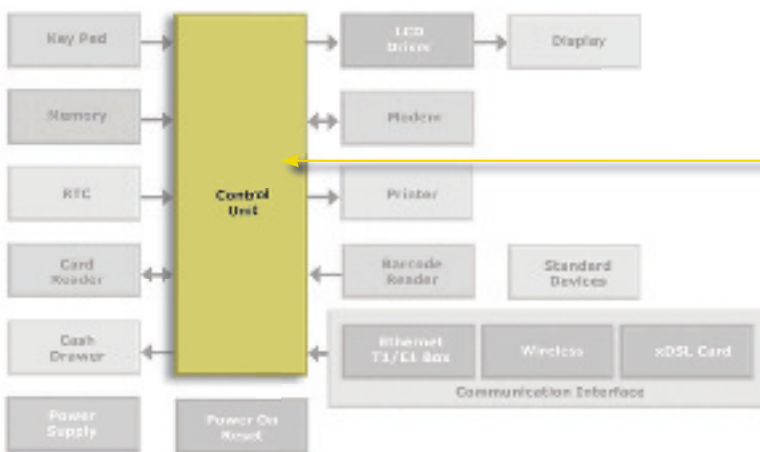 Key Pad
LCD
Driver
Display
Memory
Modem
RTC
Control
Unit
Printer
Card
Reader
Barcode
Reader
Standard
Devices
Cash
Drawer
Ethernet
T1/E1 Box
Wireless
xDSL Card
Communication Interface
Power
Supply
Power On
Reset